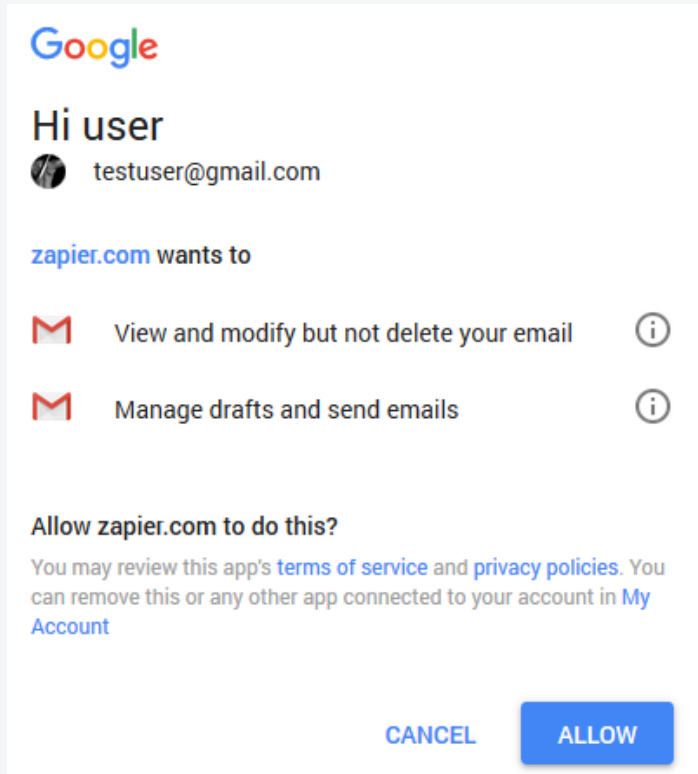 Google
Hi user
testuser@gmail.com
zapier.com wants to
View and modify but not delete your email
Manage drafts and send emails
Allow zapier.com to do this?
You may review this app's terms of service and privacy policies. You
can remove this or any other app connected to your account in My
Account
CANCEL
ALLOW